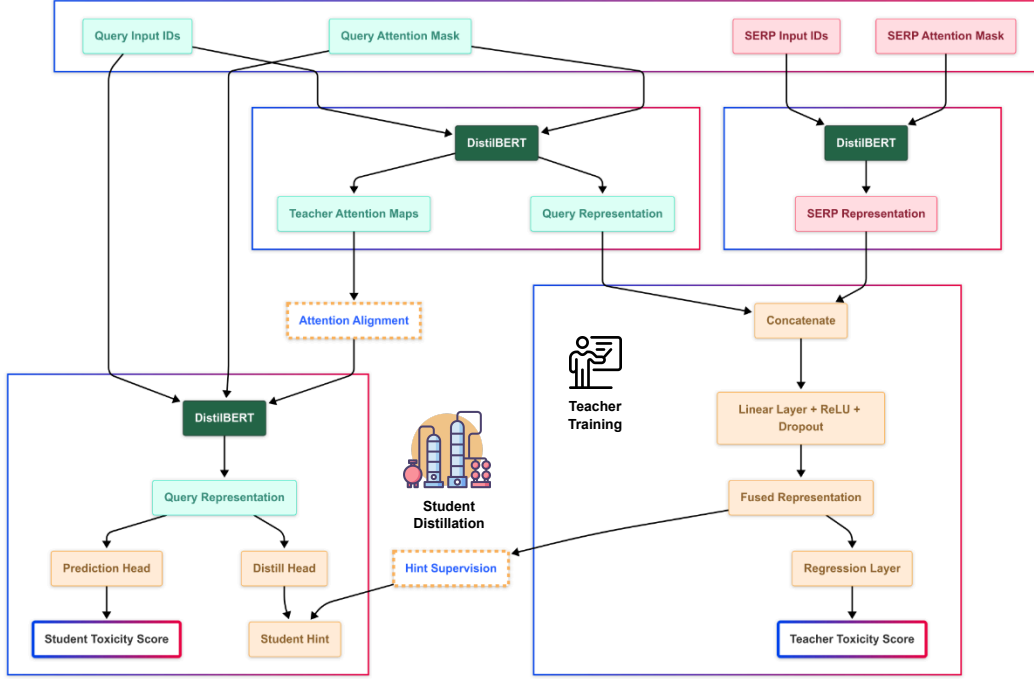 Query Input IDs
Query Attention Mask
SERP Input IDs
SERP Attention Mask
DistilBERT
DistilBERT
Teacher Attention Maps
Query Representation
SERP Representation
Attention Alignment
Concatenate
Teacher
Training
Linear Layer + ReLU +
Dropout
DistilBERT
Student
Distillation
Query Representation
Fused Representation
Prediction Head
Distill Head
Hint Supervision
Regression Layer
Student Toxicity Score
Student Hint
Teacher Toxicity Score